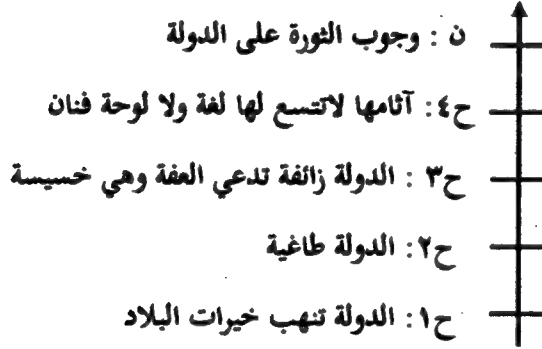 ن : وجوب الثورة على الدولة
ح٤: آثامها لاتتسع لها لغة ولا لوحة فنان
ح٣ : الدولة زائفة تدعي العفة وهي خسيسة
ح٢: الدولة طاغية
ح١: الدولة تنهب خيرات البلاد